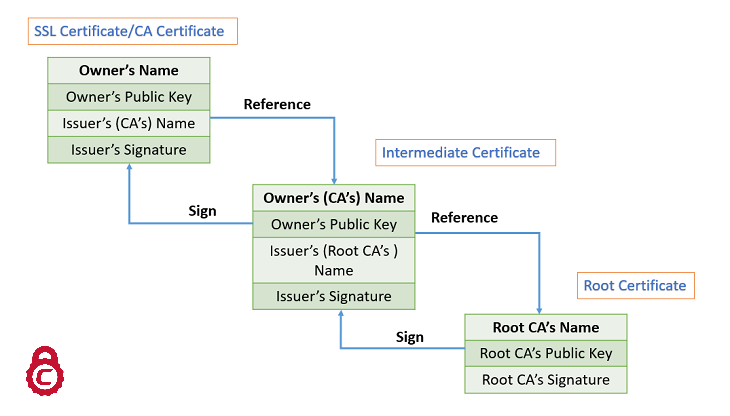 SSL Certificate/CA Certificate
Owner's Name
Owner's Public Key
Issuer's (CA's) Name
Issuer's Signature
Reference
Sign
Intermediate Certificate
Owner's (CA's) Name
Owner's Public Key
Issuer's (Root CA's )
Name
Issuer's Signature
Reference
Sign
Root Certificate
Root CA's Name
Root CA's Public Key
Root CA's Signature
C